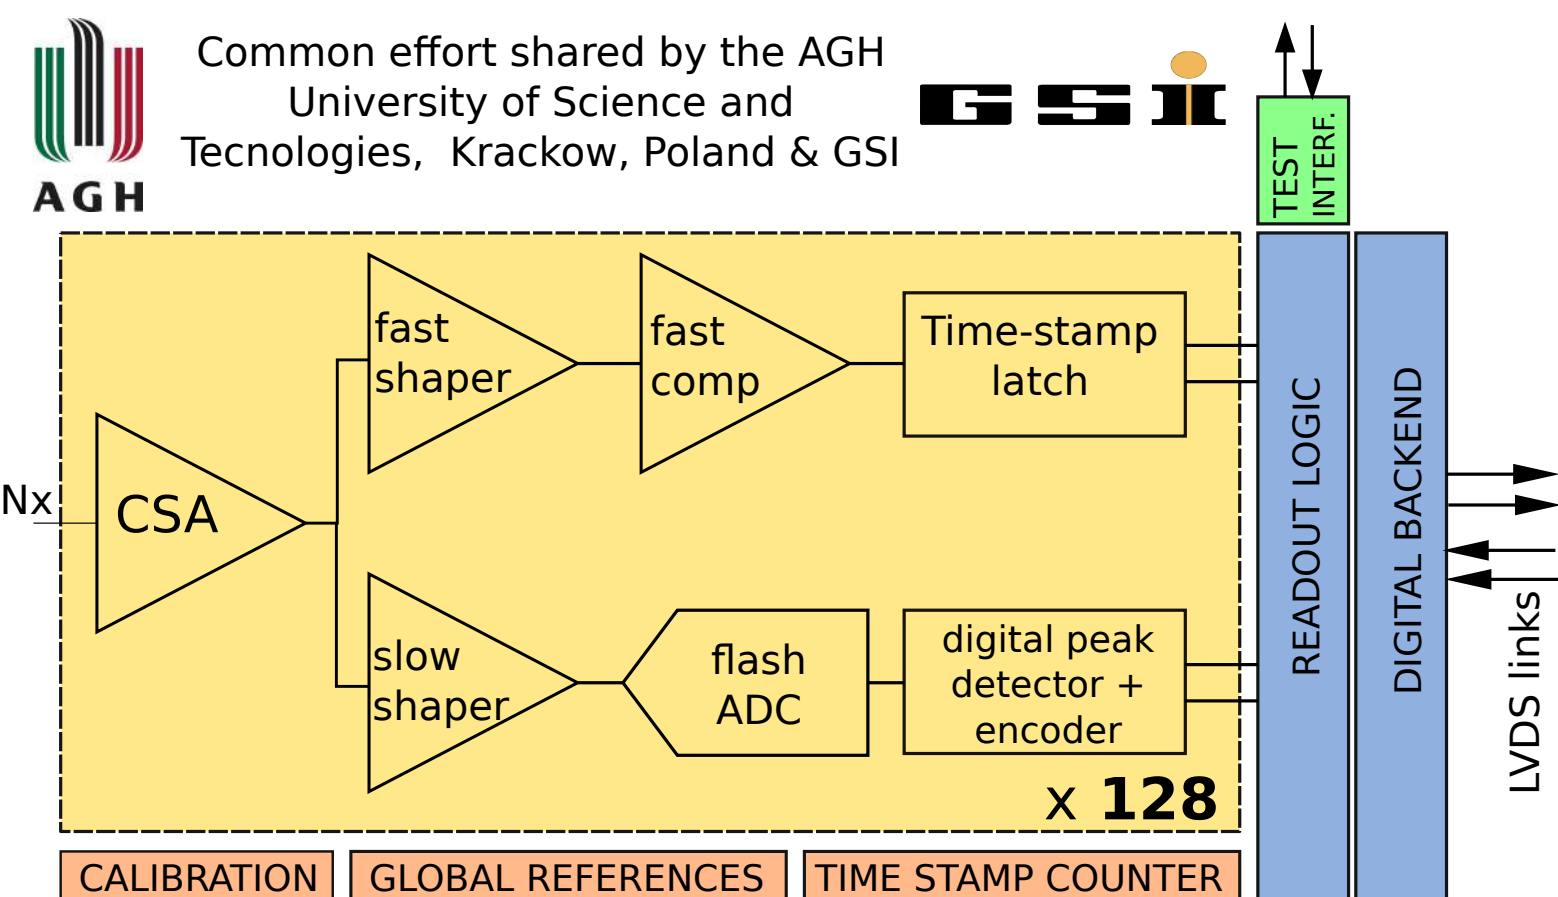 Common effort shared by the AGH
University of Science and
Tecnologies, Krackow, Poland & GSI
AGH
GSi
TEST
INTERF.
fast
shaper
fast
comp
Time-stamp
latch
Nx
CSA
slow
shaper
flash
ADC
digital peak
detector +
encoder
x 128
READOUT LOGIC
DIGITAL BACKEND
LVDS links
CALIBRATION
GLOBAL REFERENCES
TIME STAMP COUNTER